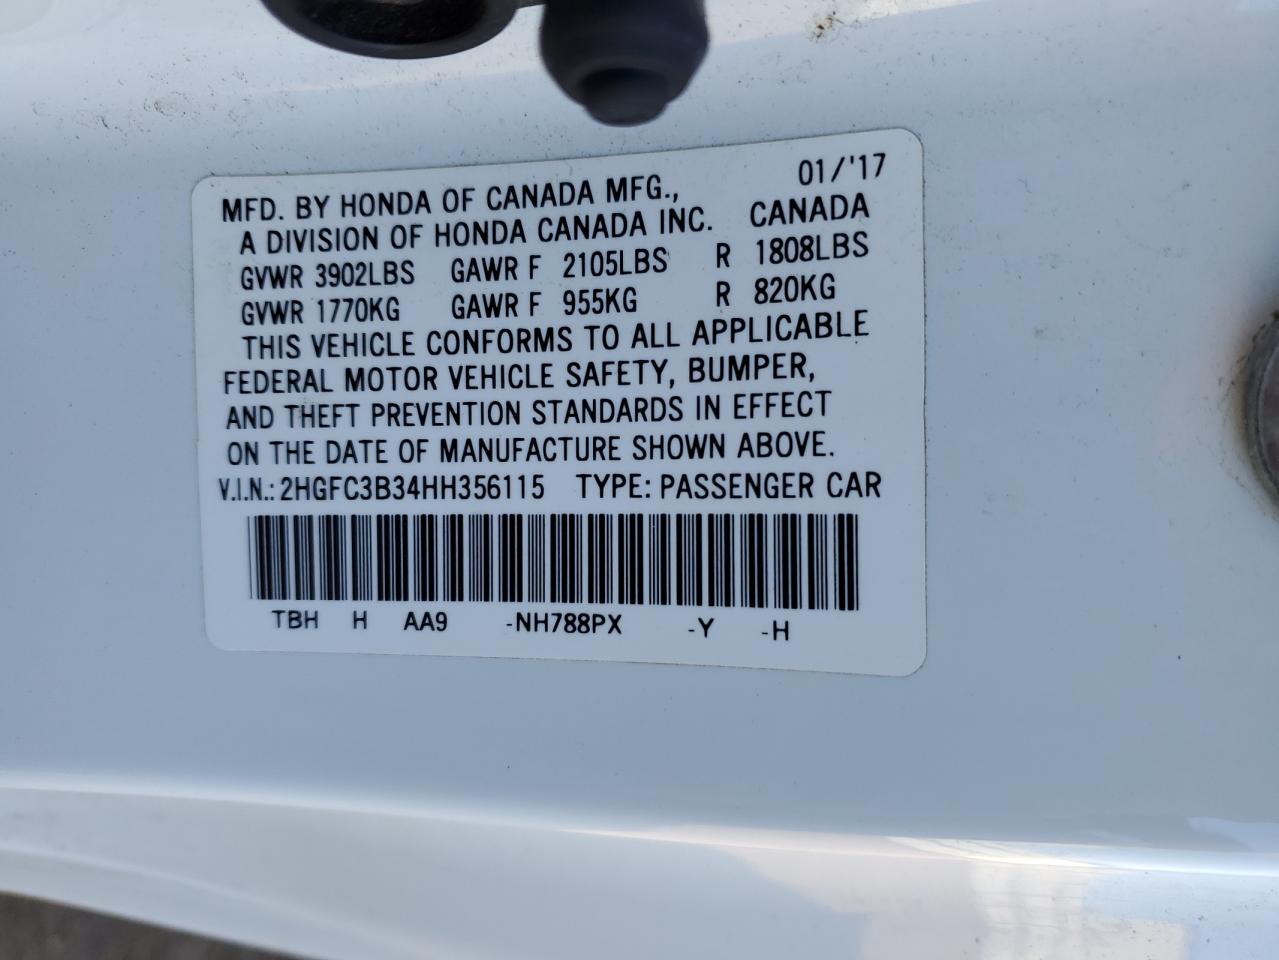 01/'17
MFD. BY HONDA OF CANADA MFG.,
A DIVISION OF HONDA CANADA INC. CANADA
GVWR 3902LBS GAWR F 2105LBS R 1808LBS
GVWR 1770KG GAWR F 955KG R 820KG
THIS VEHICLE CONFORMS TO ALL APPLICABLE
FEDERAL MOTOR VEHICLE SAFETY, BUMPER,
AND THEFT PREVENTION STANDARDS IN EFFECT
ON THE DATE OF MANUFACTURE SHOWN ABOVE.
V.I.N.: 2HGFC3B34HH356115 TYPE: PASSENGER CAR
TBH H AA9 -NH788PX -Y -H